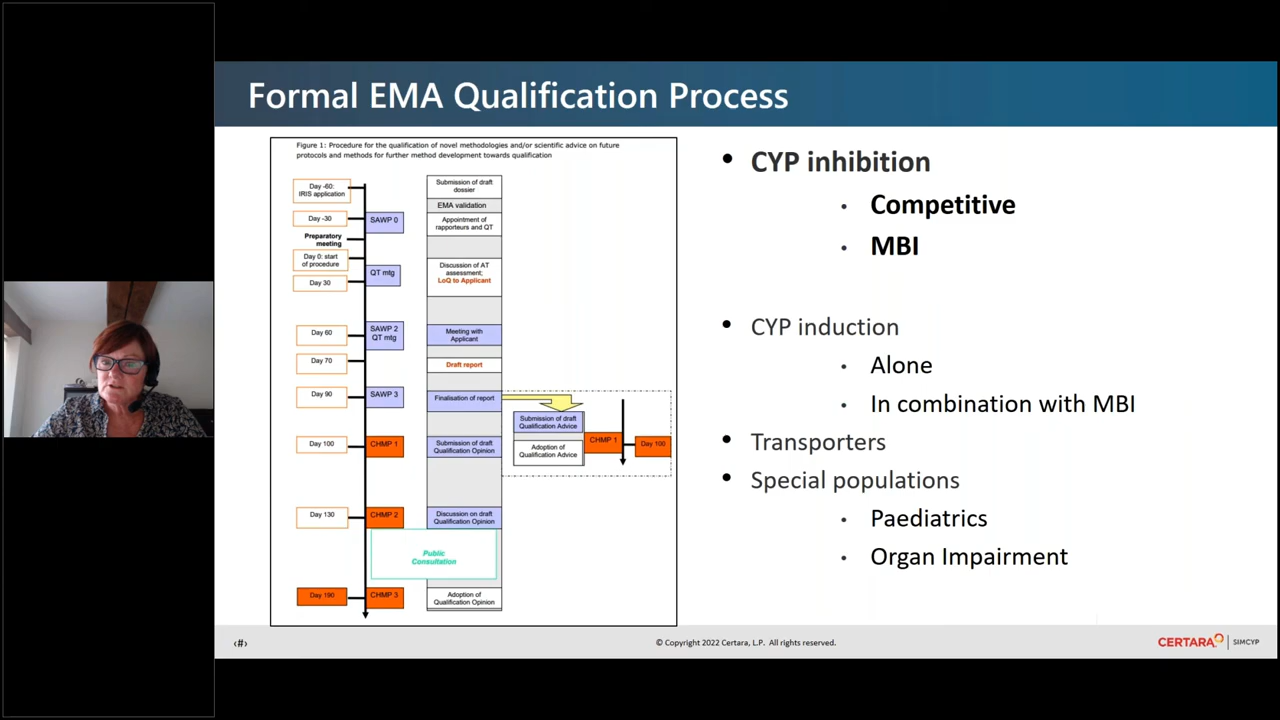 Formal EMA Qualification Process
Figure 1: Procedure for the qualification of novel methodologies and/or scientific advice on future
protocols and methods for further method development towards qualification
Day -60:
IRIS application
Submission of draft
dossier
EMA validation
Day -30
SAWP 0
Appointment of
rapporteurs and QT
Preparatory
meeting
Day 0: start
of procedure
QT mtg
Discussion of AT
assessment;
LoQ to Applicant
Day 30
Day 60
SAWP 2
QT mtg
Meeting with
Applicant
Day 70
Draft report
Day 90
SAWP 3
Finalisation of report
Submission of draft
Qualification Advice
Adoption of
Qualification Advice
CHMP 1
Day 100
Day 100
CHMP 1
Submission of draft
Qualification Opinion
Day 130
CHMP 2
Discussion on draft
Qualification Opinion
Public
Consultation
Day 190
CHMP 3
Adoption of
Qualification Opinion
• CYP inhibition
• Competitive
• MBI
• CYP induction
• Alone
• In combination with MBI
• Transporters
• Special populations
• Paediatrics
• Organ Impairment
‹#›
© Copyright 2022 Certara, L.P. All rights reserved.
CERTARA | SIMCYP